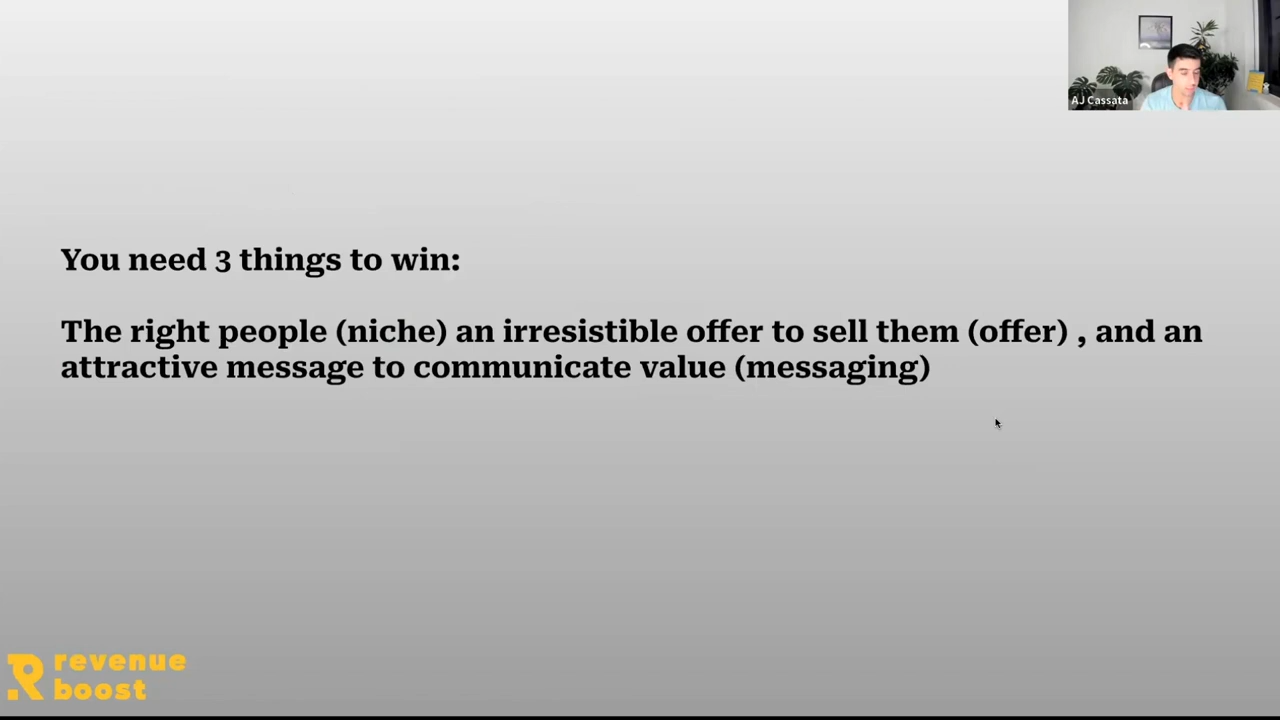 AJ Cassata
You need 3 things to win:
The right people (niche) an irresistible offer to sell them (offer) , and an
attractive message to communicate value (messaging)
revenue
boost